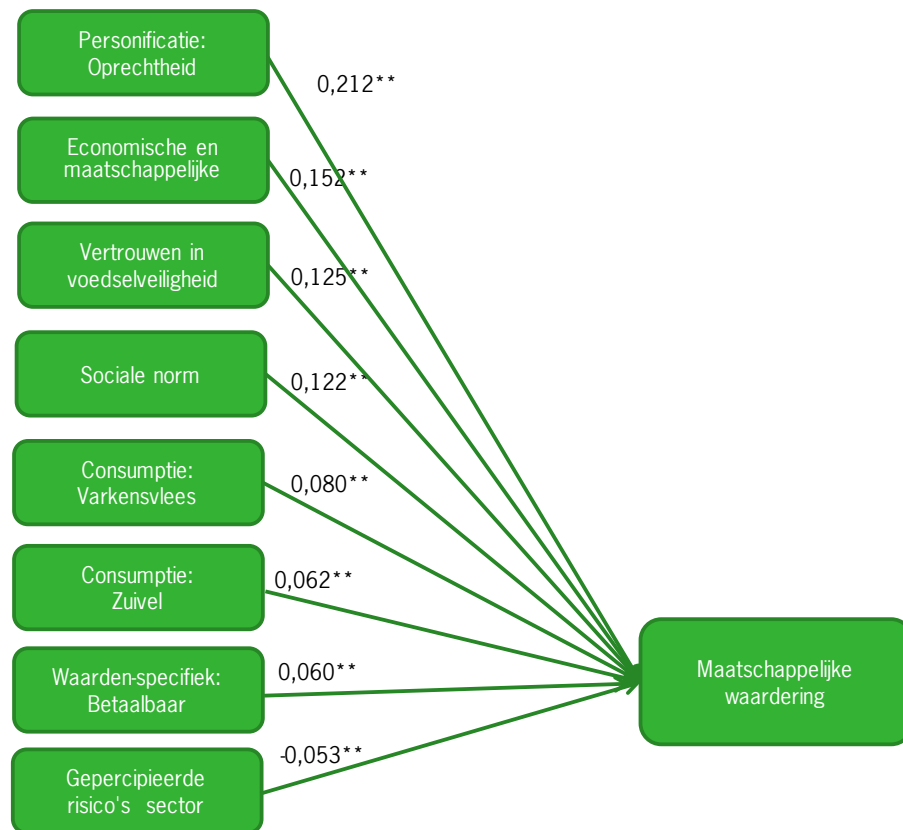 Personificatie:
Oprechtheid
0,212**
Economische en
maatschappelijke
0,152**
Vertrouwen in
voedselveiligheid
0,125**
Sociale norm
0,122**
Consumptie:
Varkensvlees
0,080**
Consumptie:
Zuivel
0,062**
Waarden-specifiek:
Betaalbaar
0,060**
Gepercipieerde
risico's sector
-0,053**
Maatschappelijke
waardering